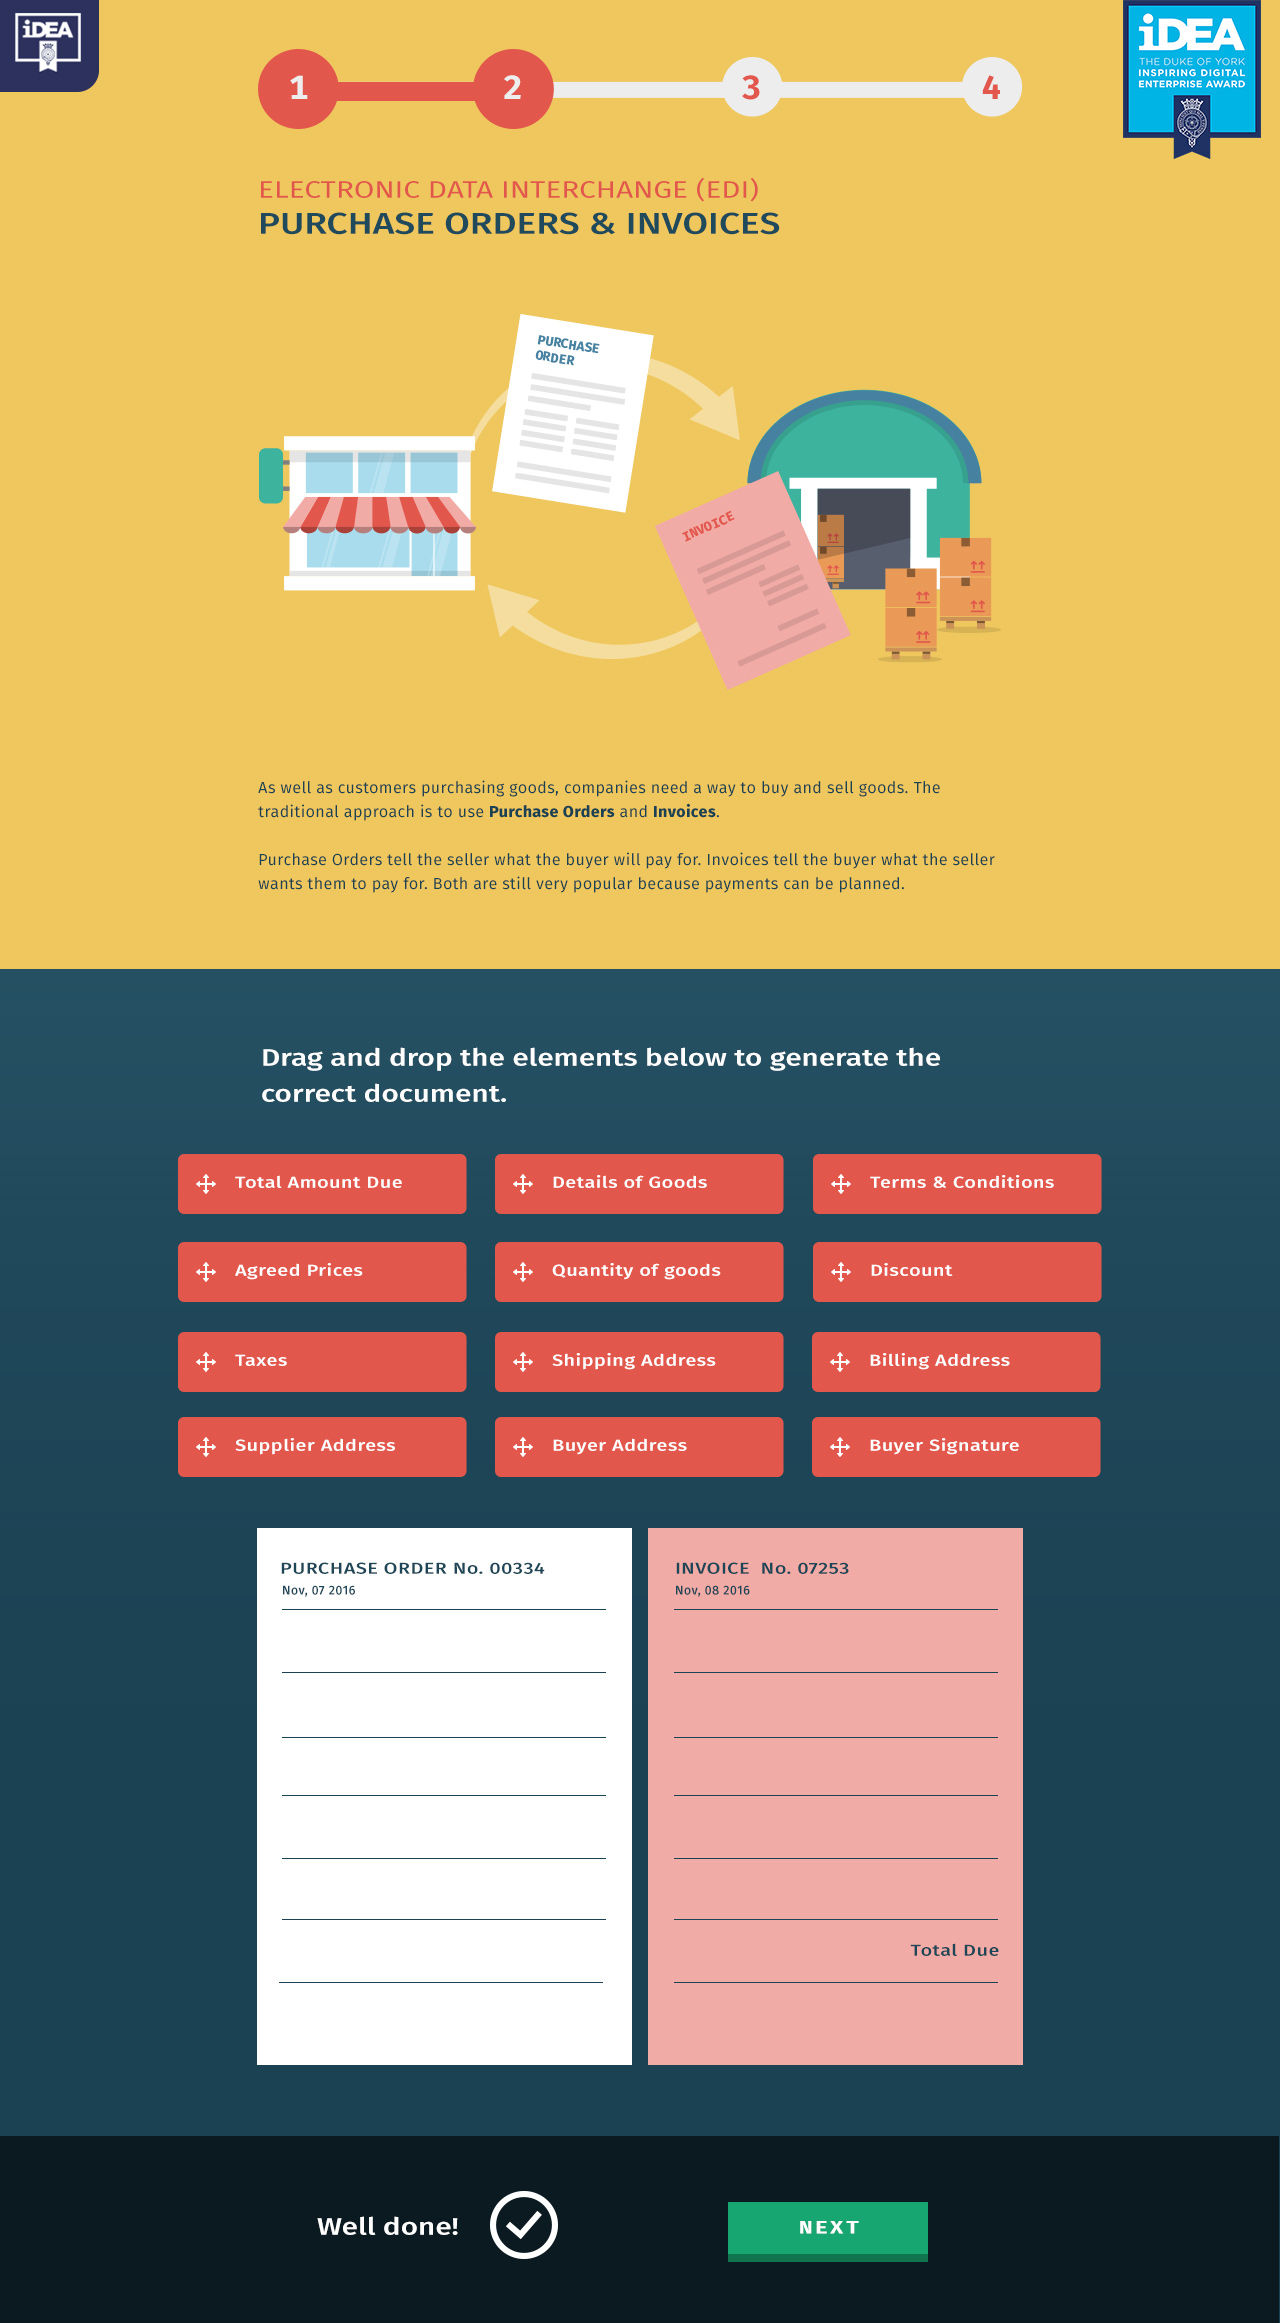 iDEA
1
2
3
4
iDEA
THE DUKE OF YORK
INSPIRING DIGITAL
ENTERPRISE AWARD
ELECTRONIC DATA INTERCHANGE (EDI)
PURCHASE ORDERS & INVOICES
PURCHASE
ORDER
INVOICE
As well as customers purchasing goods, companies need a way to buy and sell goods. The
traditional approach is to use Purchase Orders and Invoices.
Purchase Orders tell the seller what the buyer will pay for. Invoices tell the buyer what the seller
wants them to pay for. Both are still very popular because payments can be planned.
Drag and drop the elements below to generate the
correct document.
Total Amount Due
Details of Goods
Terms & Conditions
Agreed Prices
Quantity of goods
Discount
Taxes
Shipping Address
Billing Address
Supplier Address
Buyer Address
Buyer Signature
PURCHASE ORDER No. 00334
Nov, 07 2016
INVOICE No. 07253
Nov, 08 2016
Total Due
Well done!
NEXT